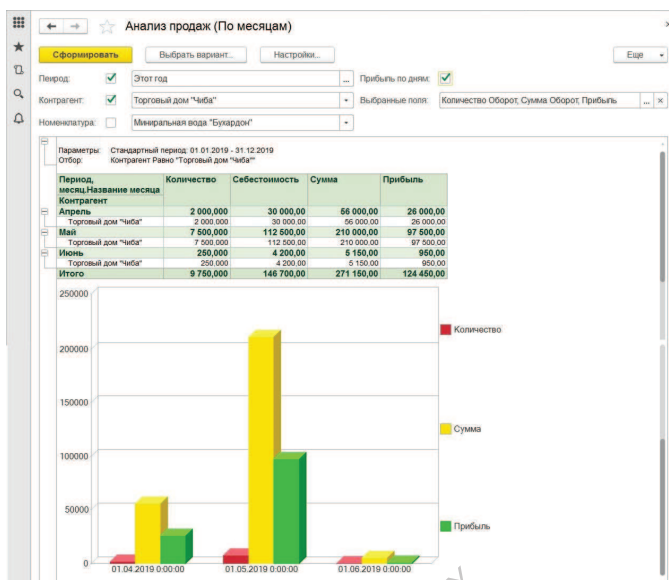 Анализ продаж (По месяцам)
Сформировать Выбрать вариант... Настройки... Еще
Пеирод: Этот год ... Прибыль по дням:
Контрагент: Торговый дом "Чиба" Выбранные поля: Количество Оборот, Сумма Оборот, Прибыль ... ×
Номенклатура: Миниральная вода "Бухардон"
Параметры: Стандартный период: 01.01.2019 - 31.12.2019
Отбор: Контрагент Равно "Торговый дом "Чиба""
Период, Количество Себестоимость Сумма Прибыль
месяц.Название месяца
Контрагент
Апрель 2 000,000 30 000,00 56 000,00 26 000,00
Торговый дом "Чиба" 2 000,000 30 000,00 56 000,00 26 000,00
Май 7 500,000 112 500,00 210 000,00 97 500,00
Торговый дом "Чиба" 7 500,000 112 500,00 210 000,00 97 500,00
Июнь 250,000 4 200,00 5 150,00 950,00
Торговый дом "Чиба" 250,000 4 200,00 5 150,00 950,00
Итого 9 750,000 146 700,00 271 150,00 124 450,00
250000
Количество
200000
150000
Сумма
100000
50000
Прибыль
0
01.04.2019 0:00:00 01.05.2019 0:00:00 01.06.2019 0:00:00